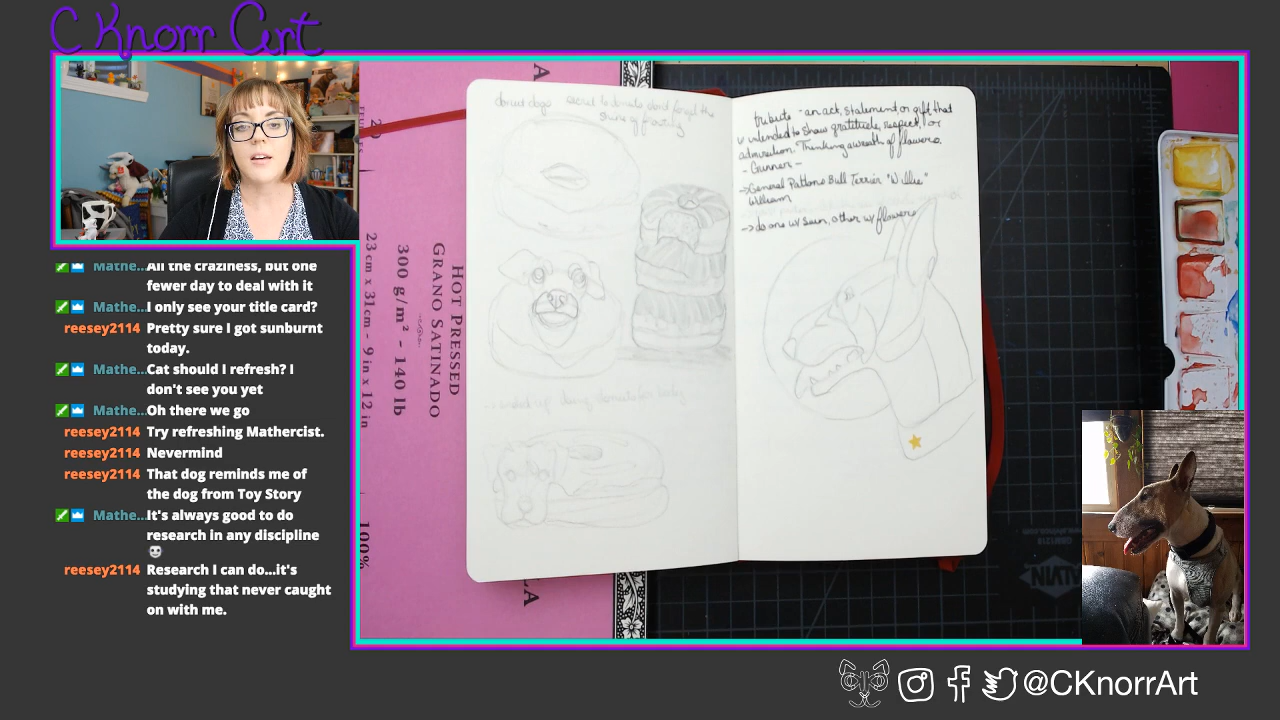 C Knorr Art
Mathe...All the craziness, but one
fewer day to deal with it
Mathe...I only see your title card?
reesey2114 Pretty sure I got sunburnt
today.
Mathe...Cat should I refresh? I
don't see you yet
Mathe...Oh there we go
reesey2114 Try refreshing Mathercist.
reesey2114 Nevermind
reesey2114 That dog reminds me of
the dog from Toy Story
Mathe...It's always good to do
research in any discipline
reesey2114 Research I can do...it's
studying that never caught
on with me.
23 cm x 31cm - 9 in x 12 in
300 g/m² - 140 lb
GRANO SATINADO
HOT PRESSED
100%
donut dogs
tribute - an act, statement, or gift that
intended to show gratitude, respect, or
admiration. Thinking a wreath of flowers.
- Gunner -
→General Pattons Bull Terrier "Willie"
William
→do one w/ seen, other w/ flowers
ALVIN
@CKnorrArt